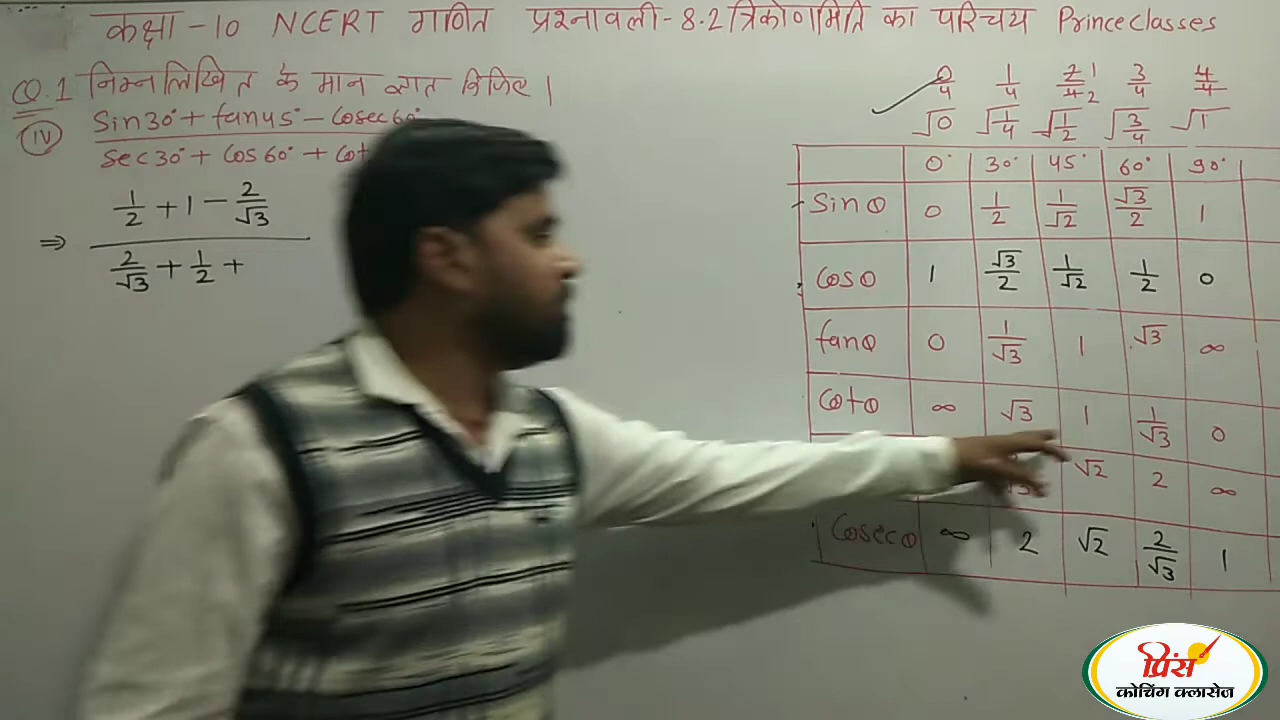 कक्षा - 10 NCERT गणित प्रश्नावली - 8.2 त्रिकोणमिति का परिचय Prince Classes
Q.1 निम्नलिखित के मान ज्ञात कीजिए।
(iv) sin30° + tan45° - cosec60°
sec30° + cos60° + cot
1/2 + 1 - 2/√3
⇒
2/√3 + 1/2 +
0/4 1/4 2/4 1/2 3/4 4/4
√0 √1/4 √1/2 √3/4 √1
0° 30° 45° 60° 90°
sinθ 0 1/2 1/√2 √3/2 1
cosθ 1 √3/2 1/√2 1/2 0
tanθ 0 1/√3 1 √3 ∞
cotθ ∞ √3 1 1/√3 0
√2 2 ∞
cosecθ ∞ 2 √2 2/√3 1
प्रिंस
कोचिंग क्लासेज